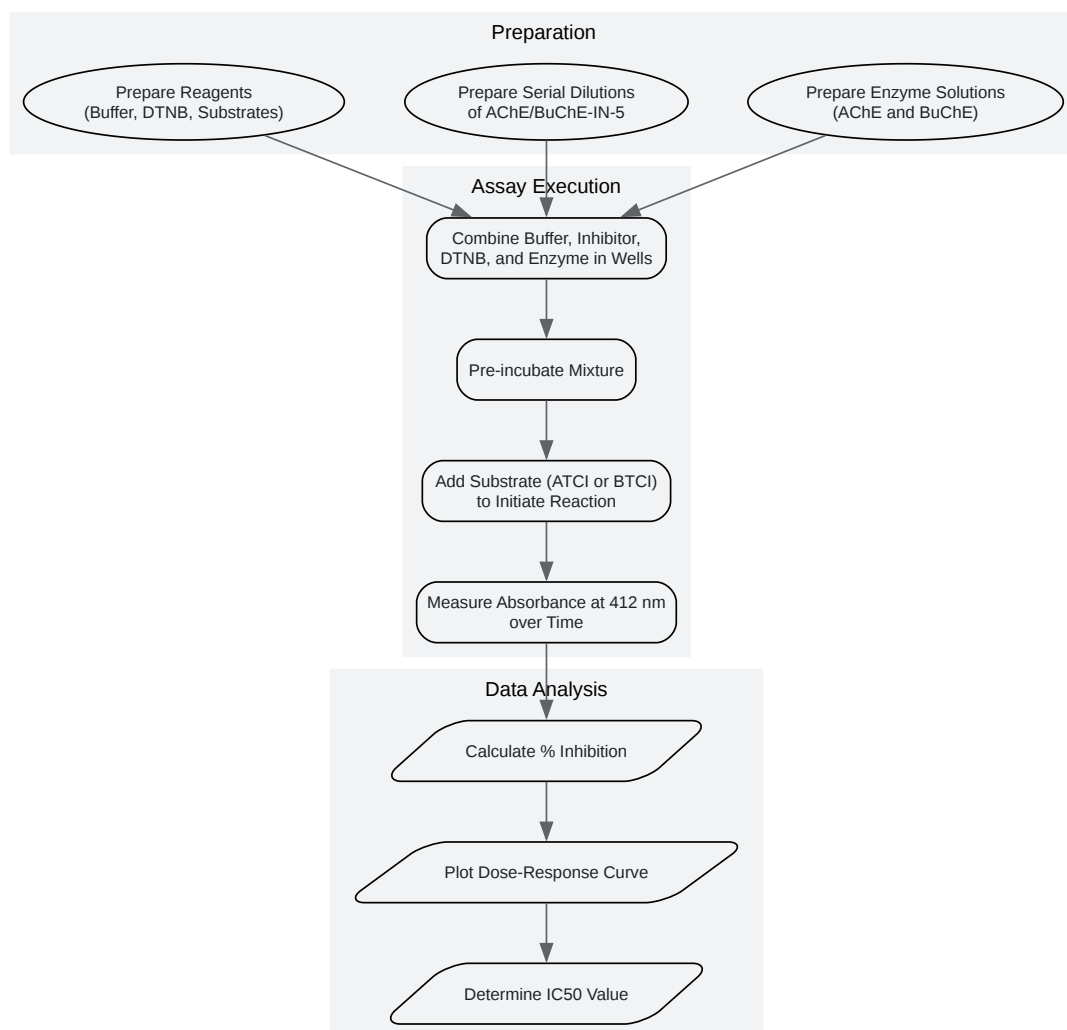 Preparation
Prepare Reagents
(Buffer, DTNB, Substrates)
Prepare Serial Dilutions
of AChE/BuChE-IN-5
Prepare Enzyme Solutions
(AChE and BuChE)
Assay Execution
Combine Buffer, Inhibitor,
DTNB, and Enzyme in Wells
Pre-incubate Mixture
Add Substrate (ATCI or BTCI)
to Initiate Reaction
Measure Absorbance at 412 nm
over Time
Data Analysis
Calculate % Inhibition
Plot Dose-Response Curve
Determine IC50 Value